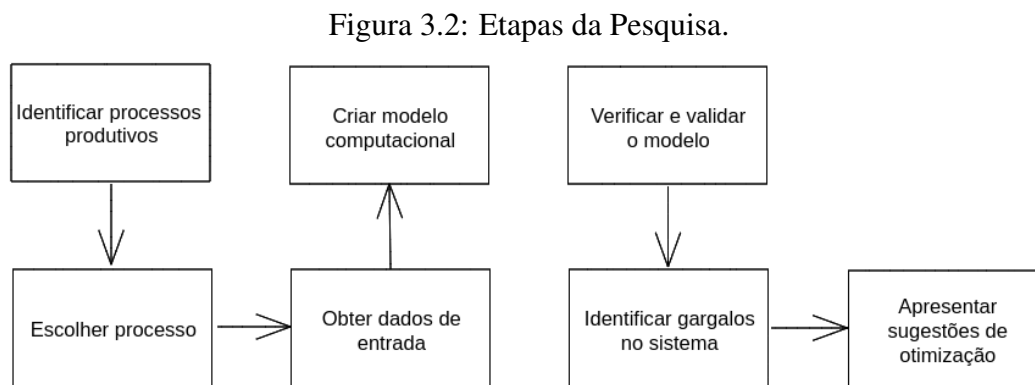 Figura 3.2: Etapas da Pesquisa.
Identificar processos
produtivos
Criar modelo
computacional
Verificar e validar
o modelo
Escolher processo
Obter dados de
entrada
Identificar gargalos
no sistema
Apresentar
sugestões de
otimização